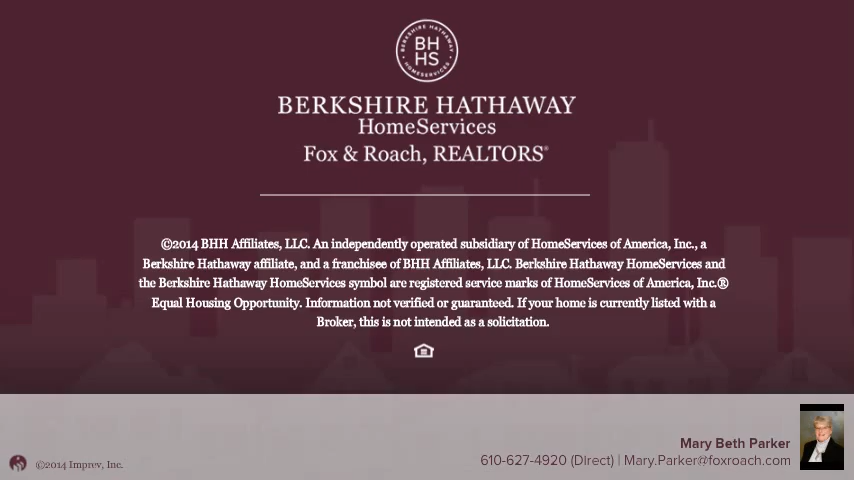 BERKSHIRE HATHAWAY
BH
HS
HOMESERVICES
BERKSHIRE HATHAWAY
HomeServices
Fox & Roach, REALTORS®
©2014 BHH Affiliates, LLC. An independently operated subsidiary of HomeServices of America, Inc., a
Berkshire Hathaway affiliate, and a franchisee of BHH Affiliates, LLC. Berkshire Hathaway HomeServices and
the Berkshire Hathaway HomeServices symbol are registered service marks of HomeServices of America, Inc.®
Equal Housing Opportunity. Information not verified or guaranteed. If your home is currently listed with a
Broker, this is not intended as a solicitation.
Mary Beth Parker
610-627-4920 (Direct) | Mary.Parker@foxroach.com
©2014 Imprev, Inc.